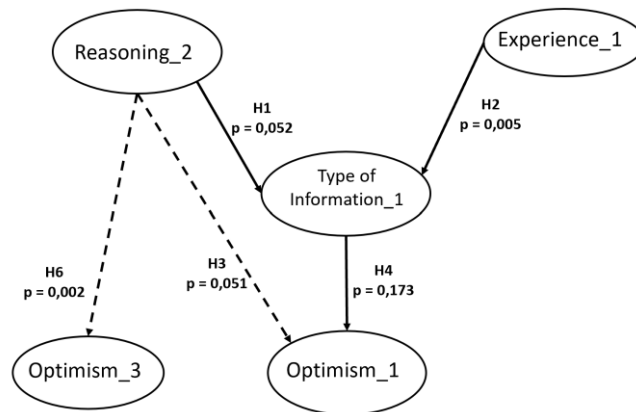 Reasoning_2
Experience_1
H1
p = 0,052
H2
p = 0,005
Type of
Information_1
H6
p = 0,002
H3
p = 0,051
H4
p = 0,173
Optimism_3
Optimism_1